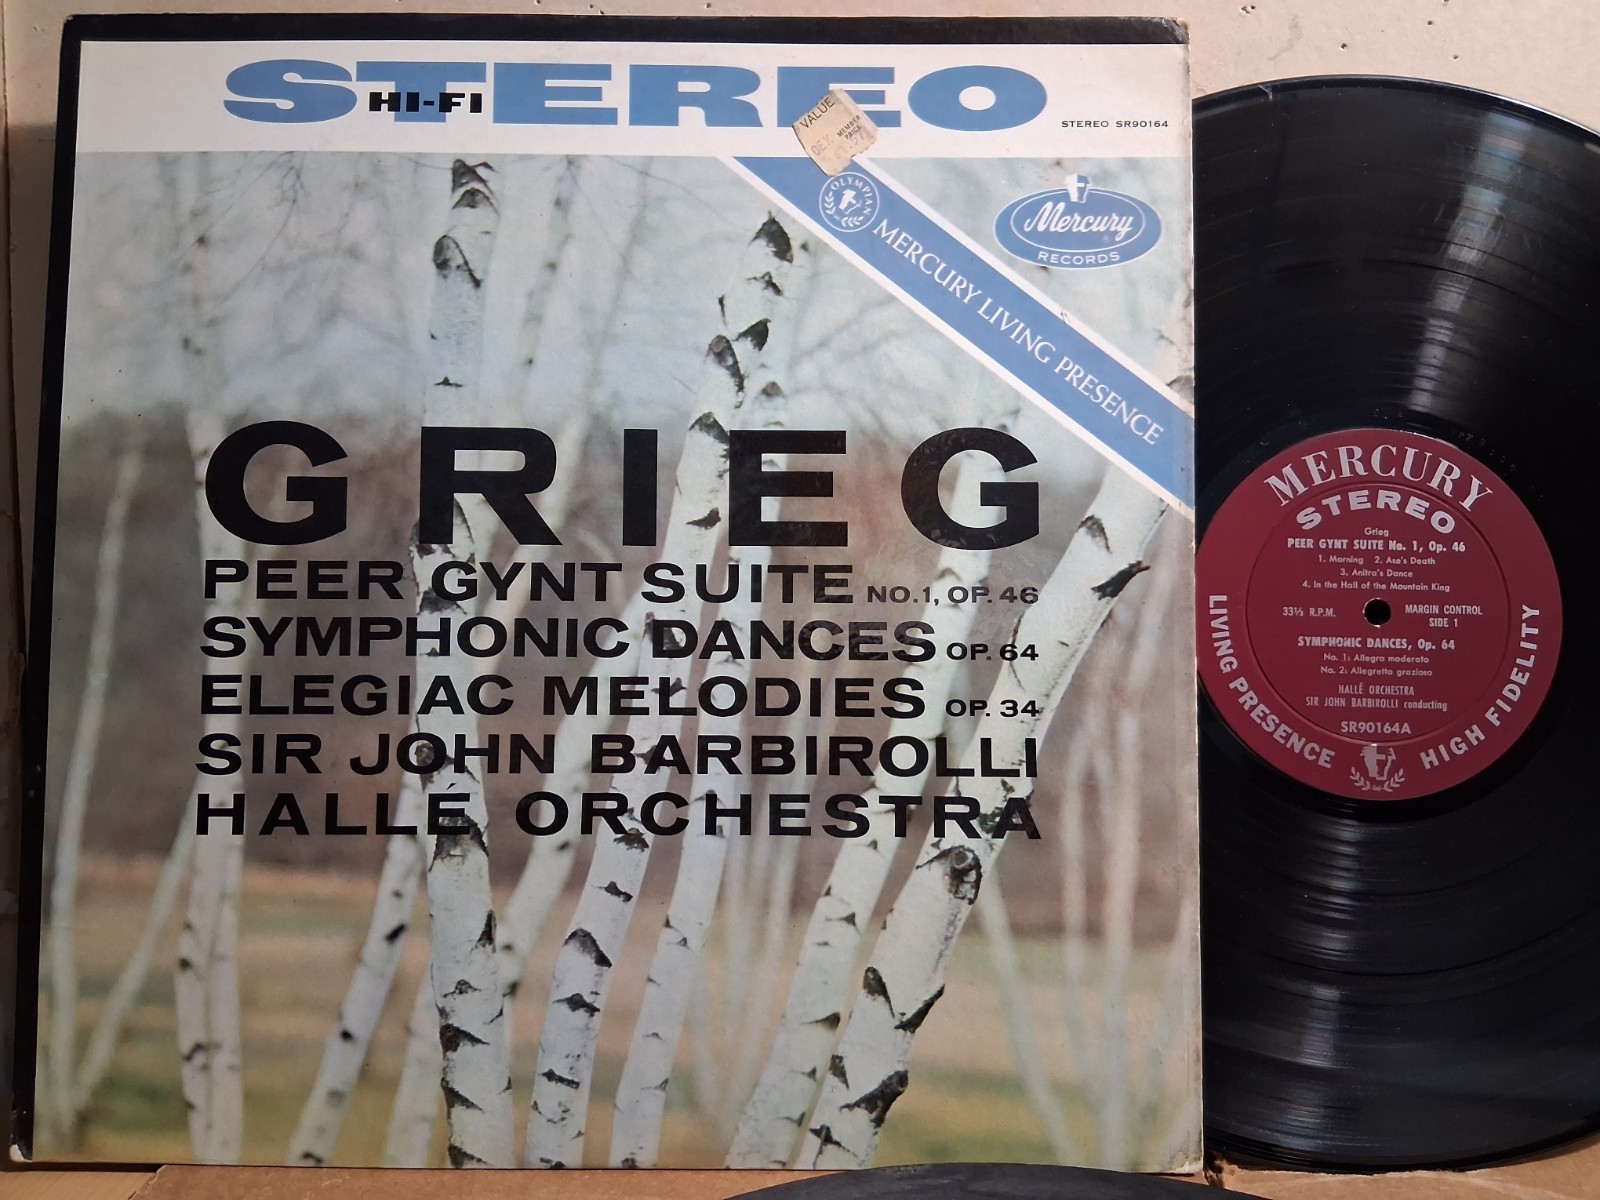 STEREO
HI-FI
STEREO SR90164
VALUE
MEMBER
OLYMPIAN
MERCURY LIVING PRESENCE
Mercury
RECORDS
GRIEG
PEER GYNT SUITE NO.1, OP. 46
SYMPHONIC DANCES OP. 64
ELEGIAC MELODIES OP. 34
SIR JOHN BARBIROLLI
HALLÉ ORCHESTRA
MERCURY
STEREO
Grieg
PEER GYNT SUITE No. 1, Op. 46
1. Morning 2. Ase's Death
3. Anitra's Dance
4. In the Hall of the Mountain King
33⅓ R.P.M.
MARGIN CONTROL
SIDE 1
SYMPHONIC DANCES, Op. 64
No. 1: Allegro moderato
No. 2: Allegretto grazioso
HALLÉ ORCHESTRA
SIR JOHN BARBIROLLI conducting
SR90164A
LIVING PRESENCE
HIGH FIDELITY